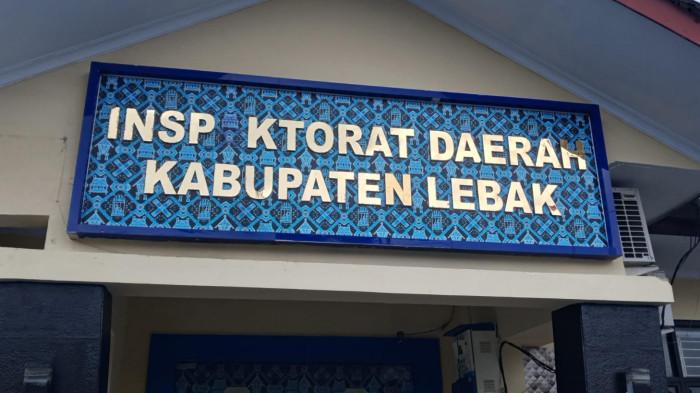 INSP KTORAT DAERAH
KABUPATEN LEBAK